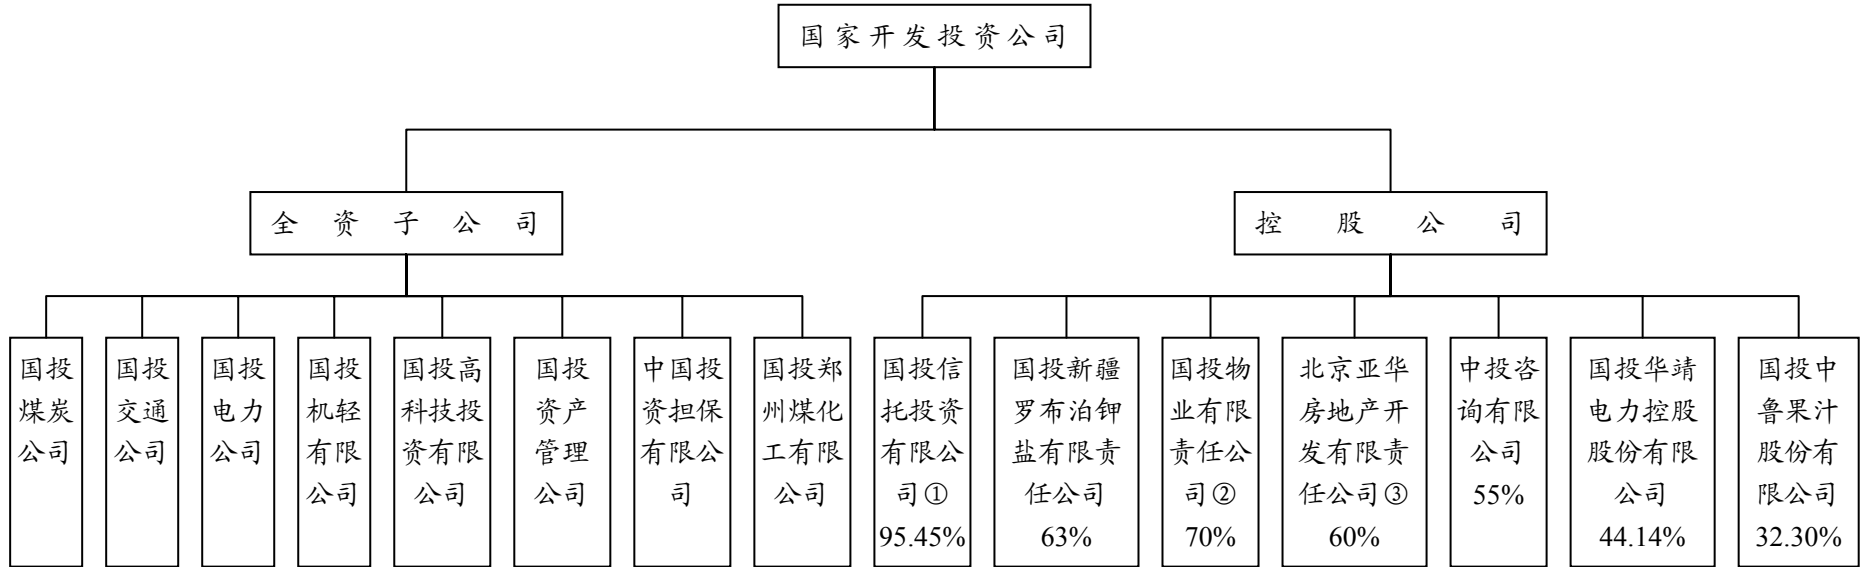 国家开发投资公司
全资子公司
控股公司
国投
煤炭
公司
国投
交通
公司
国投
电力
公司
国投
机轻
有限
公司
国投高
科技投
资有限
公司
国投
资产
管理
公司
中国投
资担保
有限公
司
国投郑
州煤化
工有限
公司
国投信
托投资
有限公
司①
95.45%
国投新疆
罗布泊钾
盐有限责
任公司
63%
国投物
业有限
责任公
司②
70%
北京亚华
房地产开
发有限责
任公司③
60%
中投咨
询有限
公司
55%
国投华靖
电力控股
股份有限
公司
44.14%
国投中
鲁果汁
股份有
限公司
32.30%